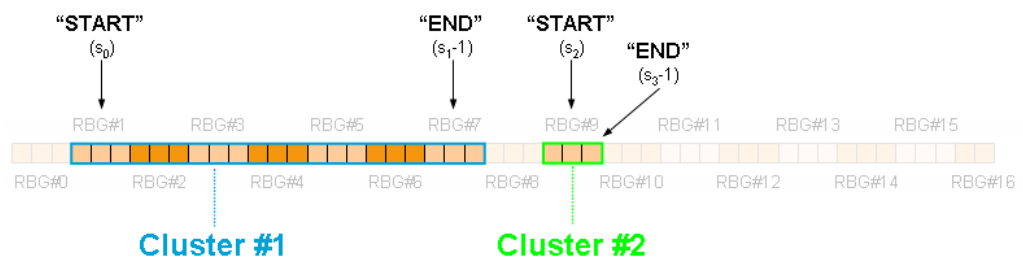 "START" "END" "START"
(s0) (s1-1) (s2) "END"
(s3-1)
RBG#1 RBG#3 RBG#5 RBG#7 RBG#9 RBG#11 RBG#13 RBG#15
RBG#0 RBG#2 RBG#4 RBG#6 RBG#8 RBG#10 RBG#12 RBG#14 RBG#16
Cluster #1 Cluster #2